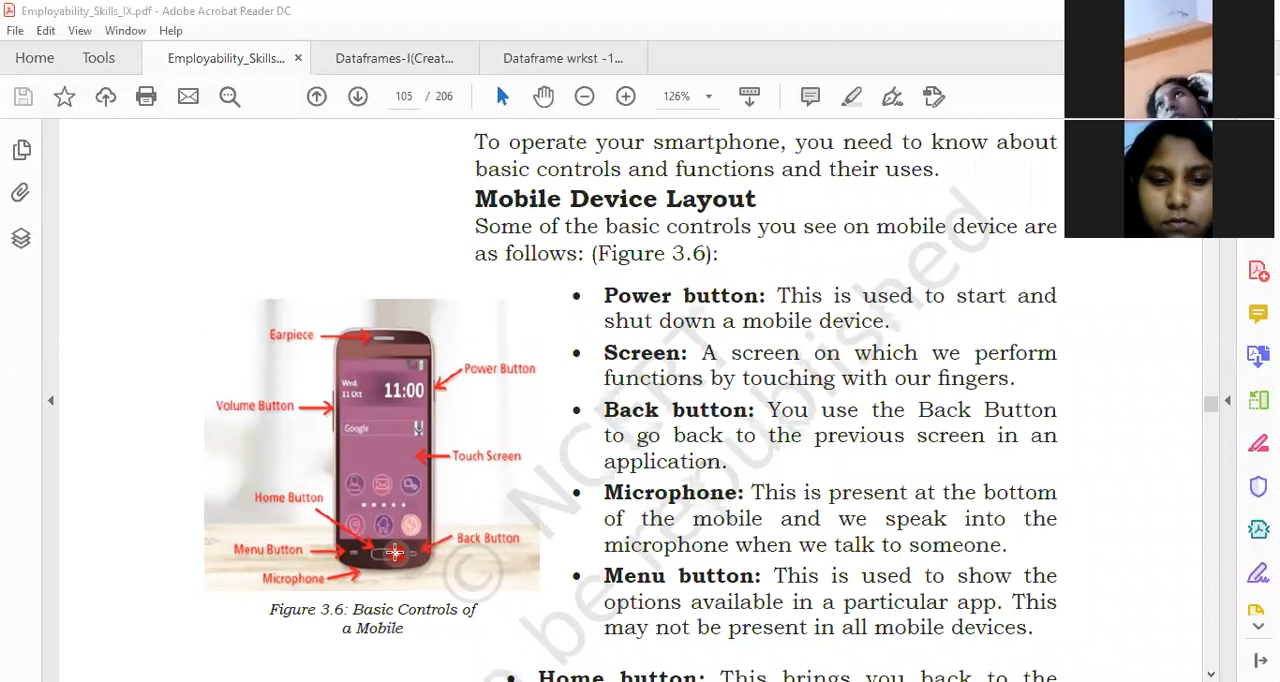 Employability_Skills_IX.pdf - Adobe Acrobat Reader DC
File Edit View Window Help
Home Tools Employability_Skills... × Dataframes-I(Creat... Dataframe wrkst -1...
105 / 206 126%
To operate your smartphone, you need to know about
basic controls and functions and their uses.
Mobile Device Layout
Some of the basic controls you see on mobile device are
as follows: (Figure 3.6):
• Power button: This is used to start and
shut down a mobile device.
• Screen: A screen on which we perform
functions by touching with our fingers.
• Back button: You use the Back Button
to go back to the previous screen in an
application.
• Microphone: This is present at the bottom
of the mobile and we speak into the
microphone when we talk to someone.
• Menu button: This is used to show the
options available in a particular app. This
may not be present in all mobile devices.
• Home button: This brings you back to the
Earpiece
Power Button
Wed,
11 Oct
11:00
Volume Button
Google
Touch Screen
Home Button
Back Button
Menu Button
Microphone
Figure 3.6: Basic Controls of
a Mobile
© NCERT
be republished